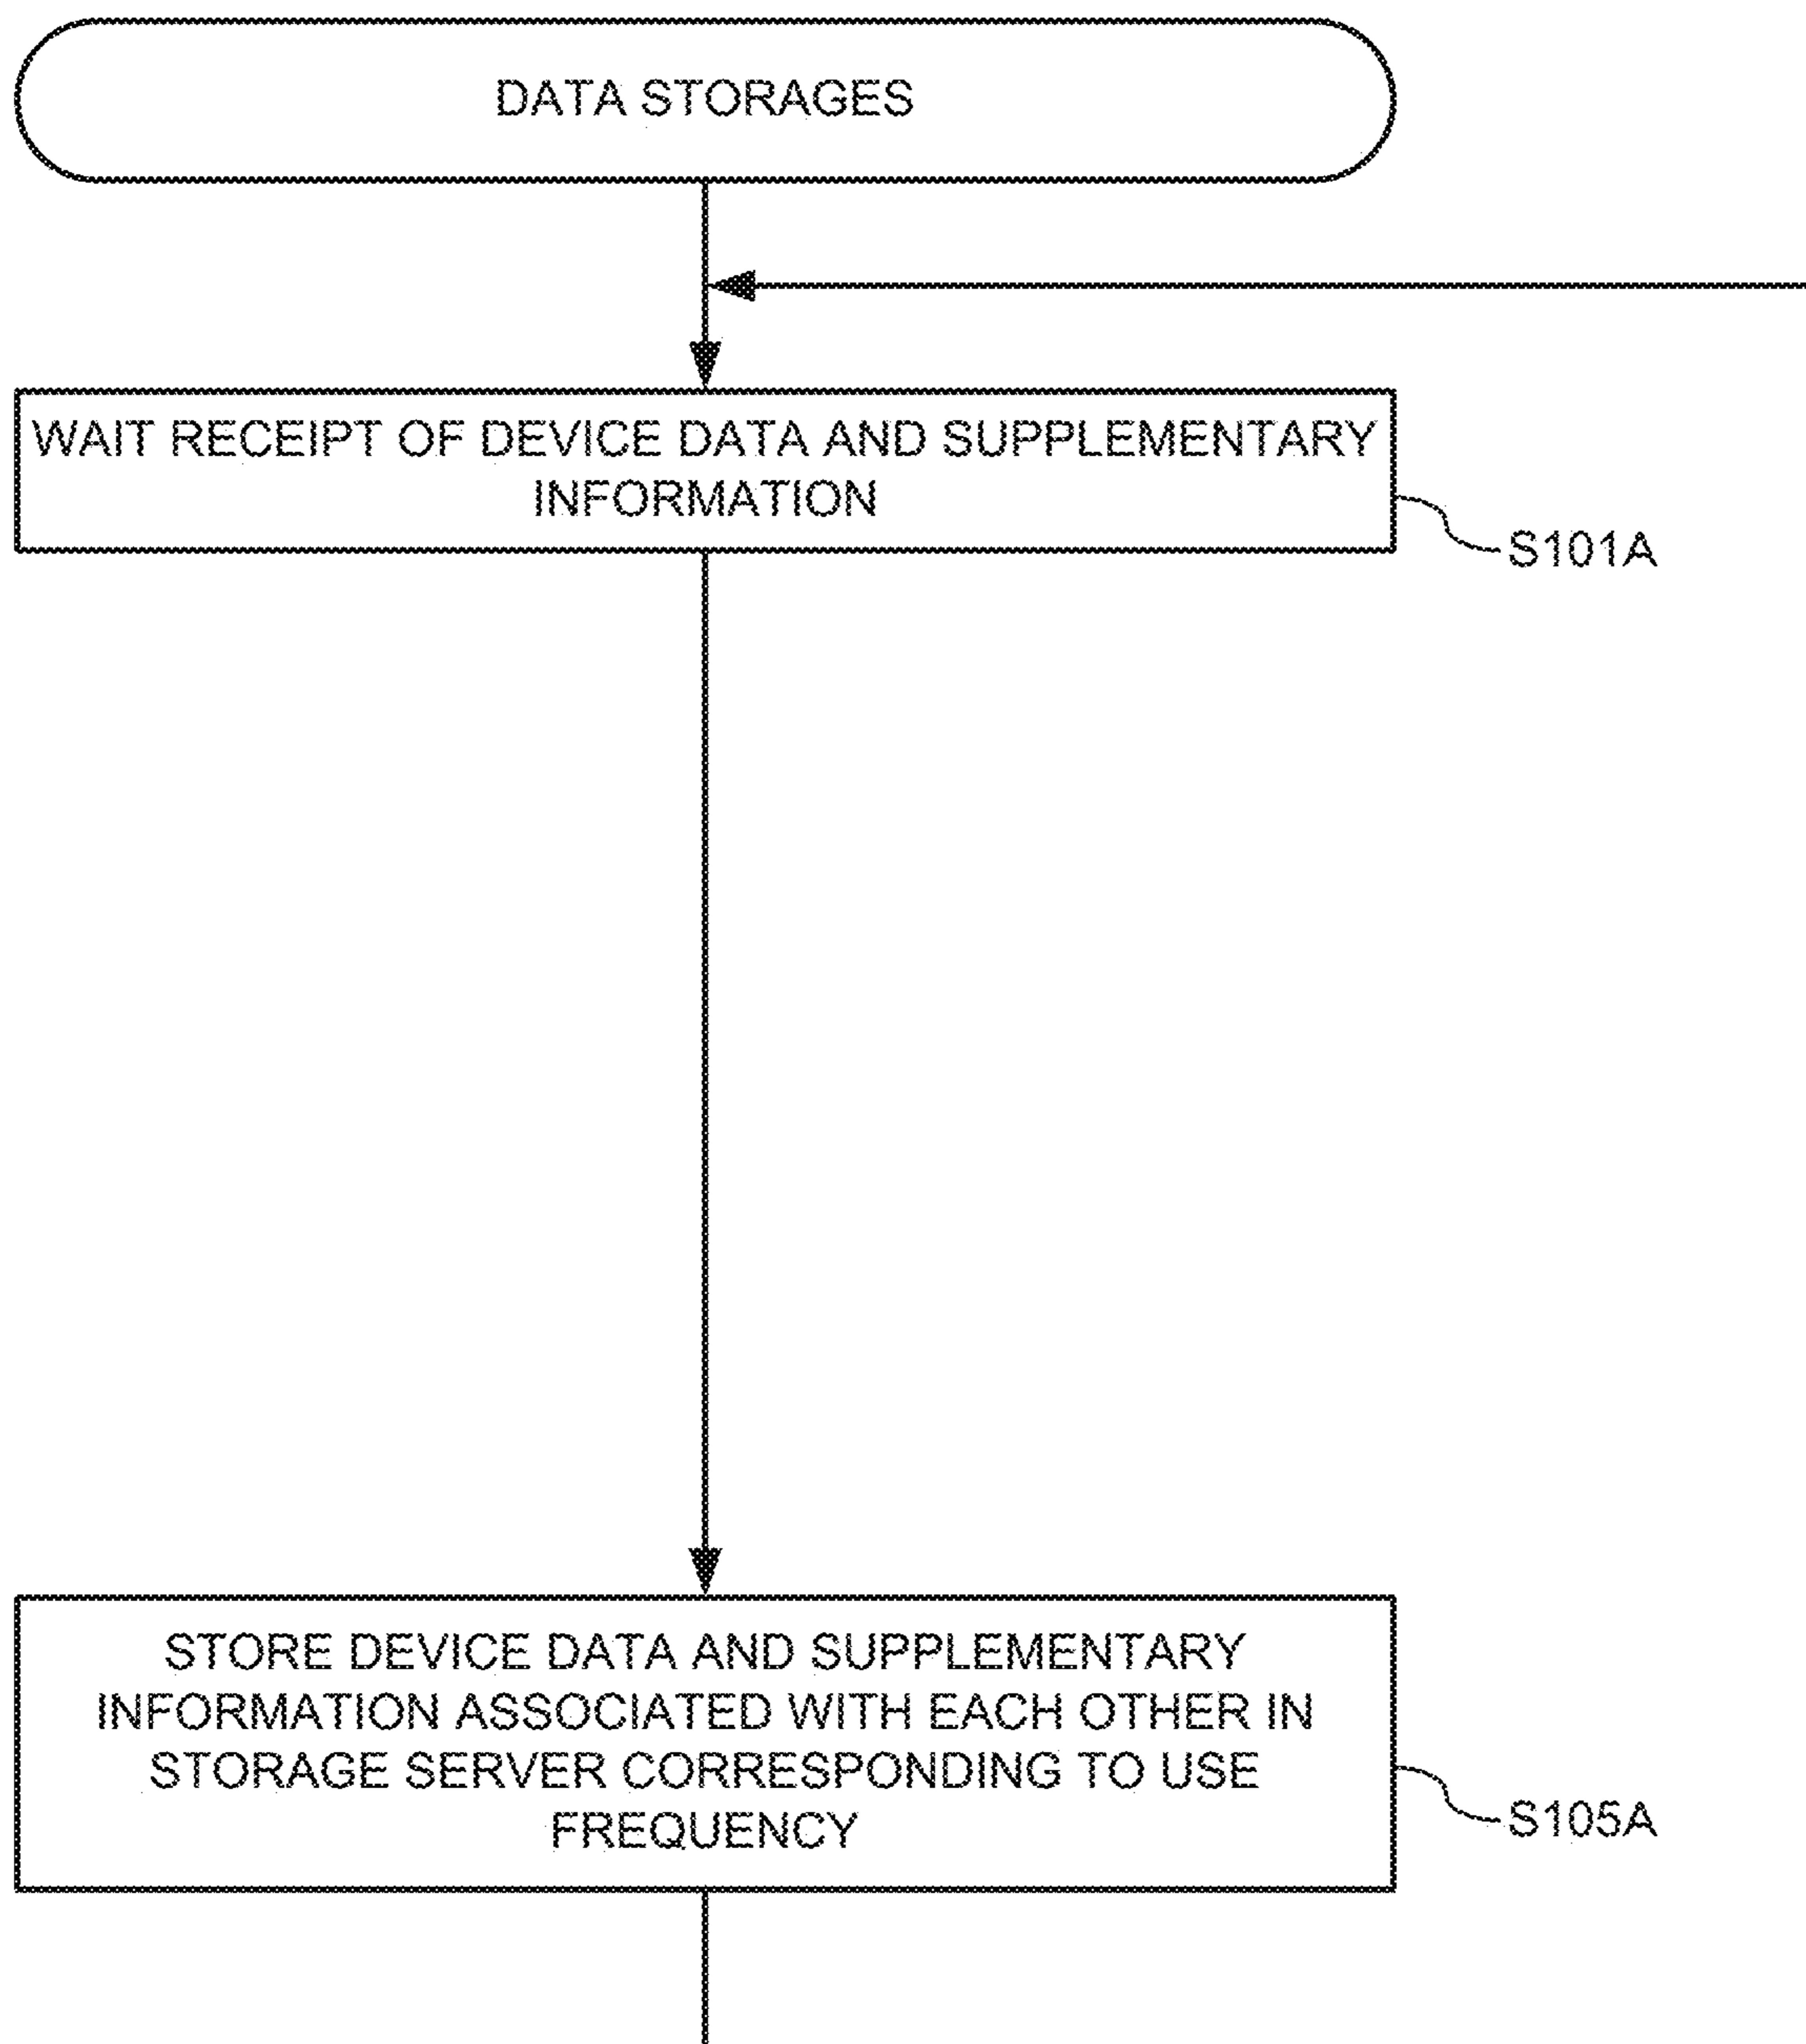 DATA STORAGES
WAIT RECEIPT OF DEVICE DATA AND SUPPLEMENTARY
INFORMATION
S101A
STORE DEVICE DATA AND SUPPLEMENTARY
INFORMATION ASSOCIATED WITH EACH OTHER IN
STORAGE SERVER CORRESPONDING TO USE
FREQUENCY
S105A